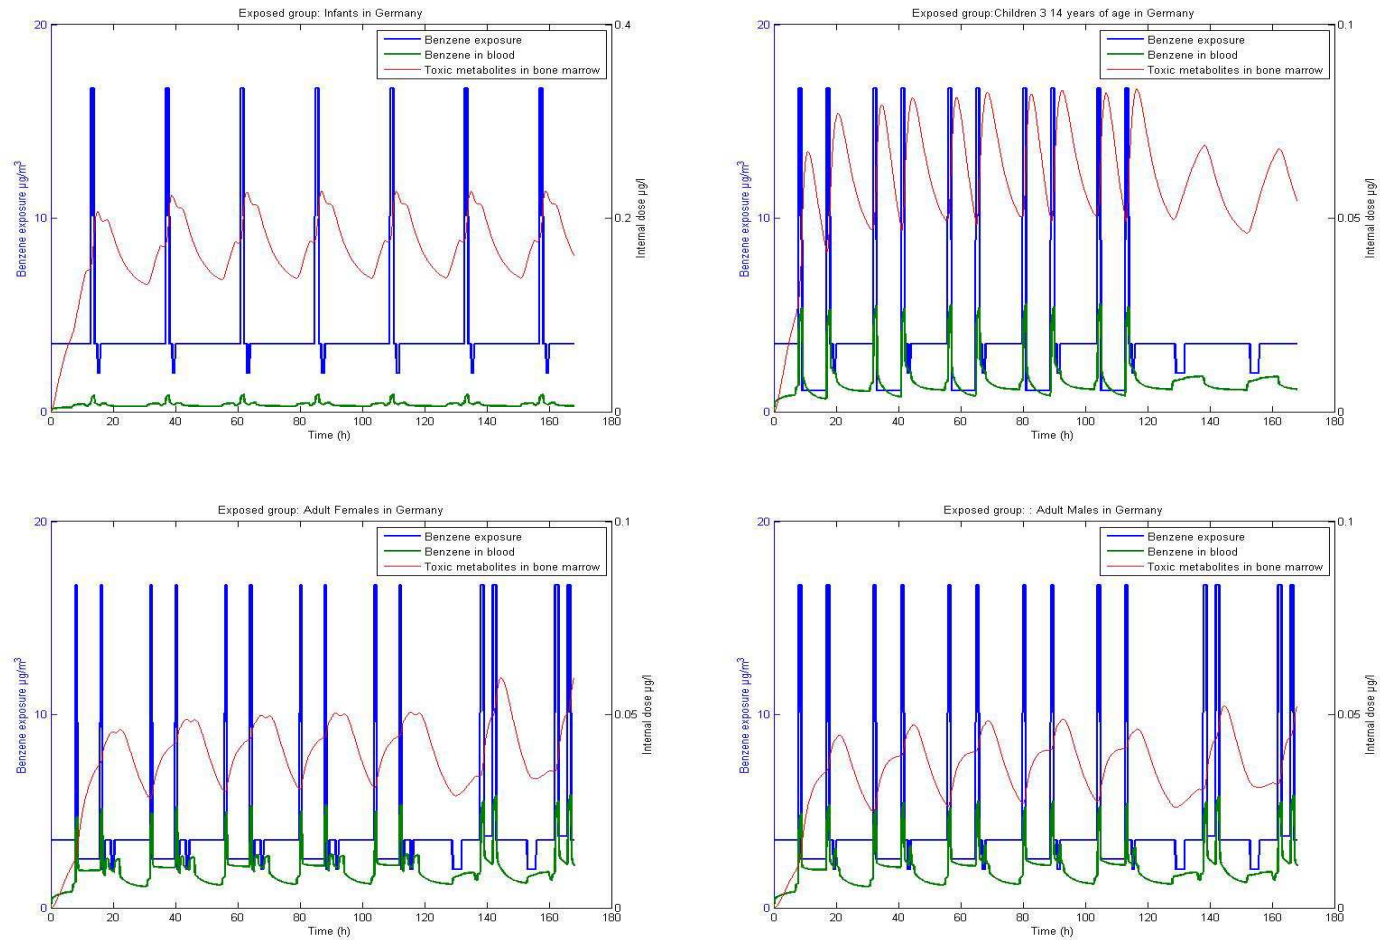 Exposed group: Infants in Germany
20
10
0
Benzene exposure µg/m³
0.4
0.2
0
Internal dose µg/l
Benzene exposure
Benzene in blood
Toxic metabolites in bone marrow
0 20 40 60 80 100 120 140 160 180
Time (h)
Exposed group:Children 3 14 years of age in Germany
20
10
0
Benzene exposure µg/m³
0.1
0.05
0
Internal dose µg/l
Benzene exposure
Benzene in blood
Toxic metabolites in bone marrow
0 20 40 60 80 100 120 140 160 180
Time (h)
Exposed group: Adult Females in Germany
20
10
0
Benzene exposure µg/m³
0.1
0.05
0
Internal dose µg/l
Benzene exposure
Benzene in blood
Toxic metabolites in bone marrow
0 20 40 60 80 100 120 140 160 180
Time (h)
Exposed group: : Adult Males in Germany
20
10
0
Benzene exposure µg/m³
0.1
0.05
0
Internal dose µg/l
Benzene exposure
Benzene in blood
Toxic metabolites in bone marrow
0 20 40 60 80 100 120 140 160 180
Time (h)